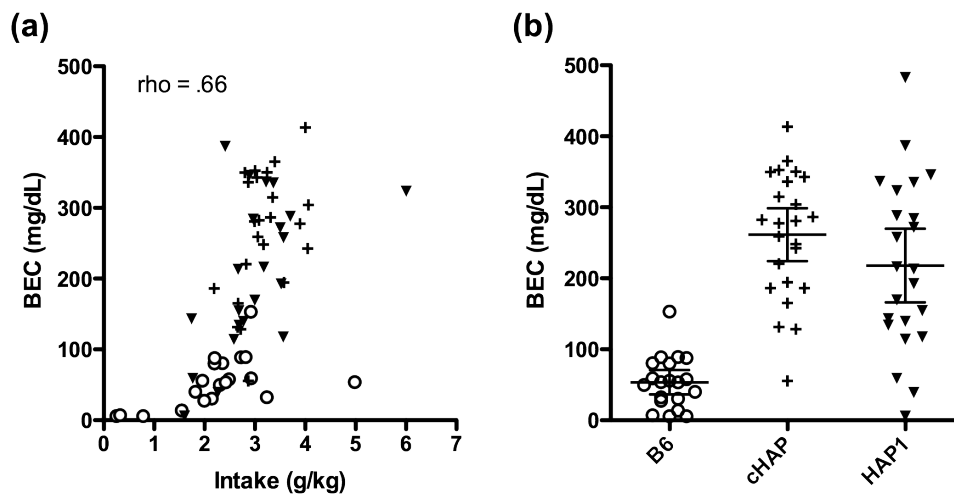 (a)
rho = .66
BEC (mg/dL)
500
400
300
200
100
0
0 1 2 3 4 5 6 7
Intake (g/kg)
(b)
BEC (mg/dL)
500
400
300
200
100
0
B6 cHAP HAP1